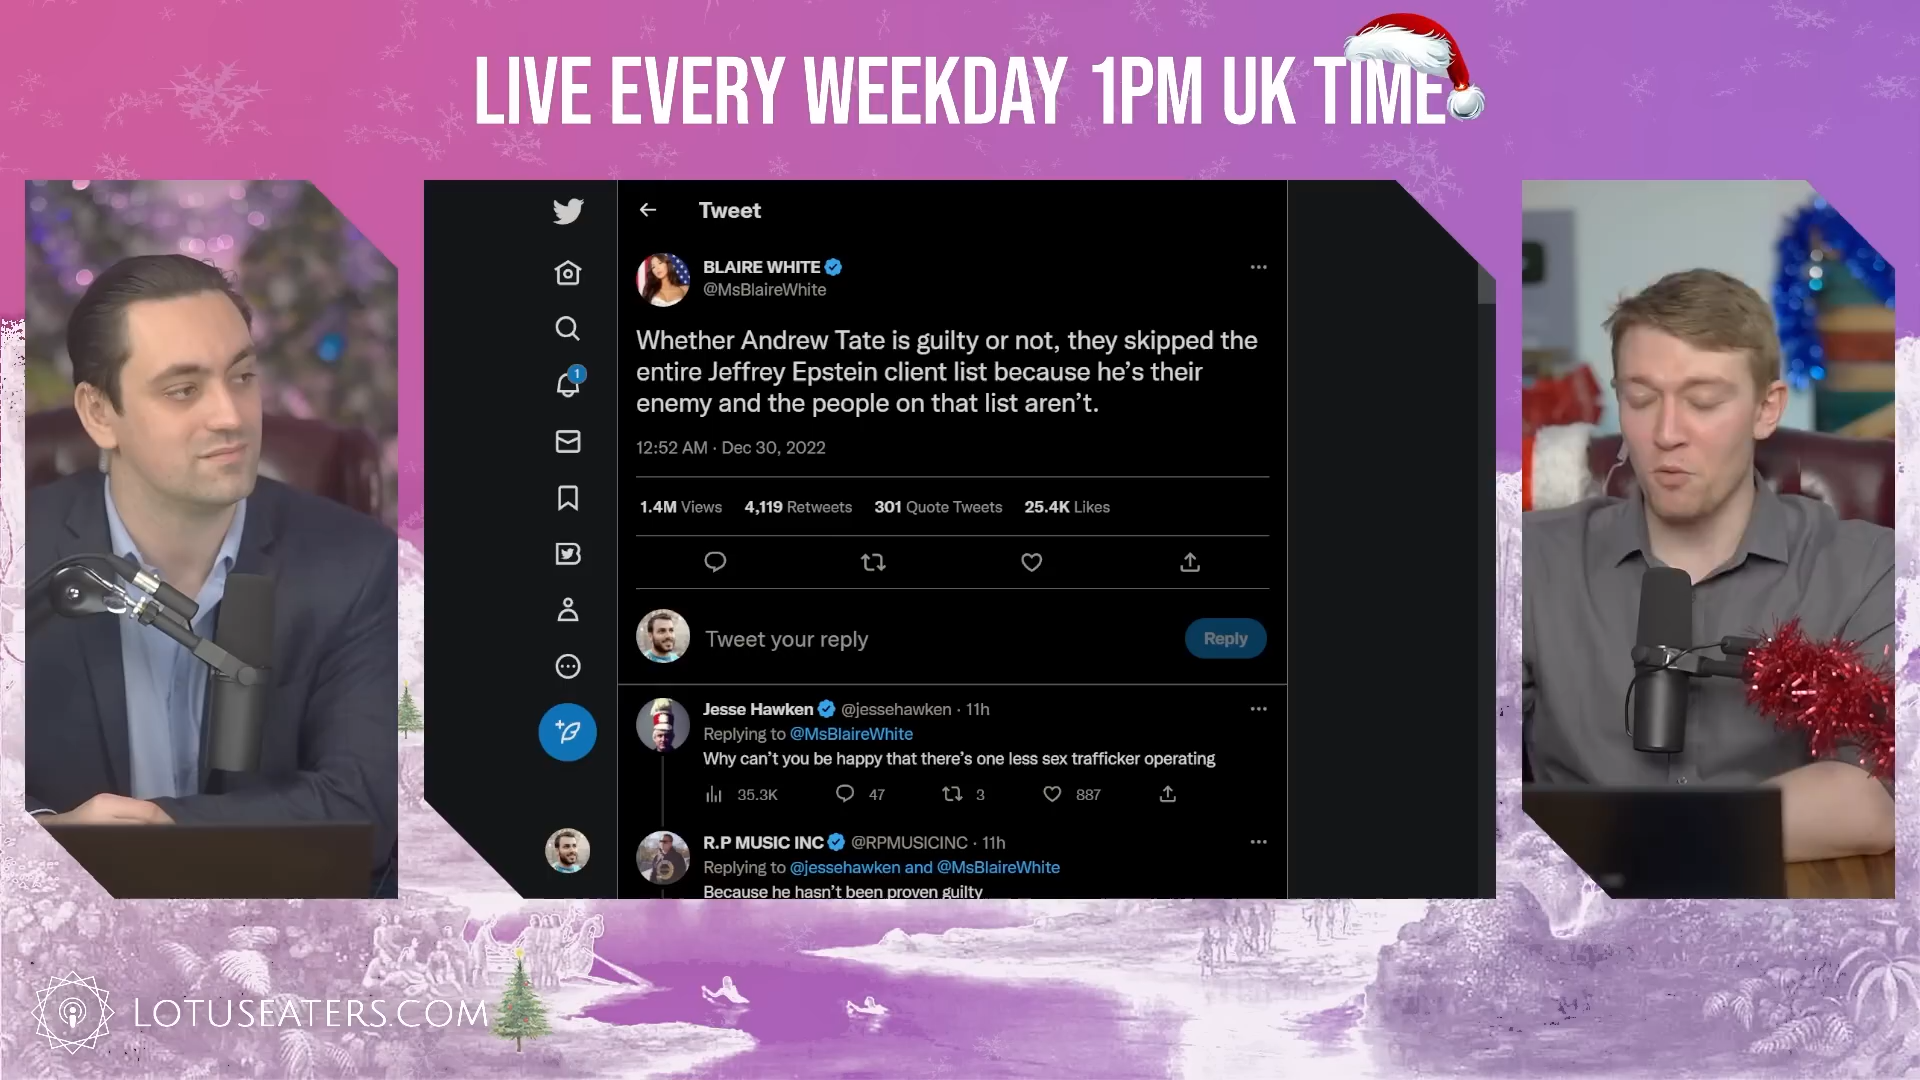 LIVE EVERY WEEKDAY 1PM UK TIME
Tweet
BLAIRE WHITE
@MsBlaireWhite
Whether Andrew Tate is guilty or not, they skipped the
entire Jeffrey Epstein client list because he's their
enemy and the people on that list aren't.
12:52 AM · Dec 30, 2022
1.4M Views 4,119 Retweets 301 Quote Tweets 25.4K Likes
1
Tweet your reply
Reply
Jesse Hawken @jessehawken · 11h
Replying to @MsBlaireWhite
Why can't you be happy that there's one less sex trafficker operating
35.3K 47 3 887
R.P MUSIC INC @RPMUSICINC · 11h
Replying to @jessehawken and @MsBlaireWhite
Because he hasn't been proven guilty
LOTUSEATERS.COM